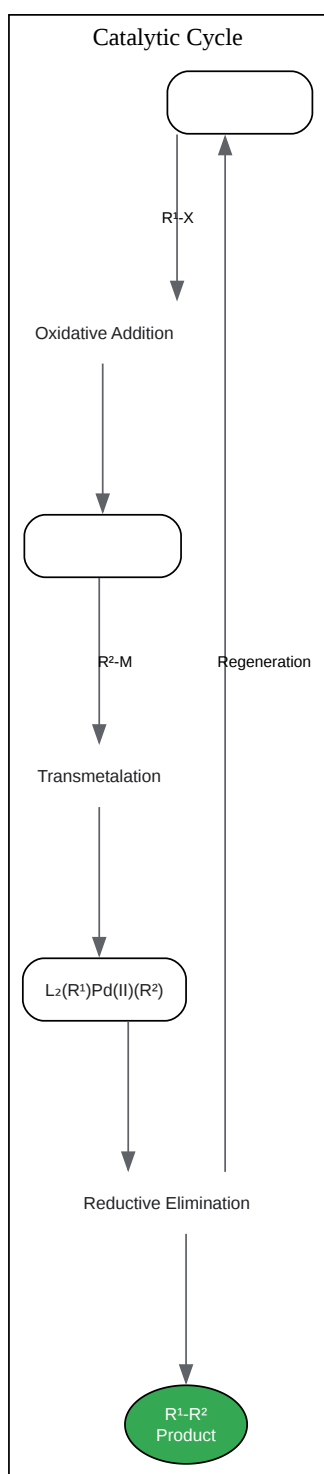 Catalytic Cycle
R¹-X
Oxidative Addition
R²-M
Regeneration
Transmetalation
L₂(R¹)Pd(II)(R²)
Reductive Elimination
R¹-R²
Product